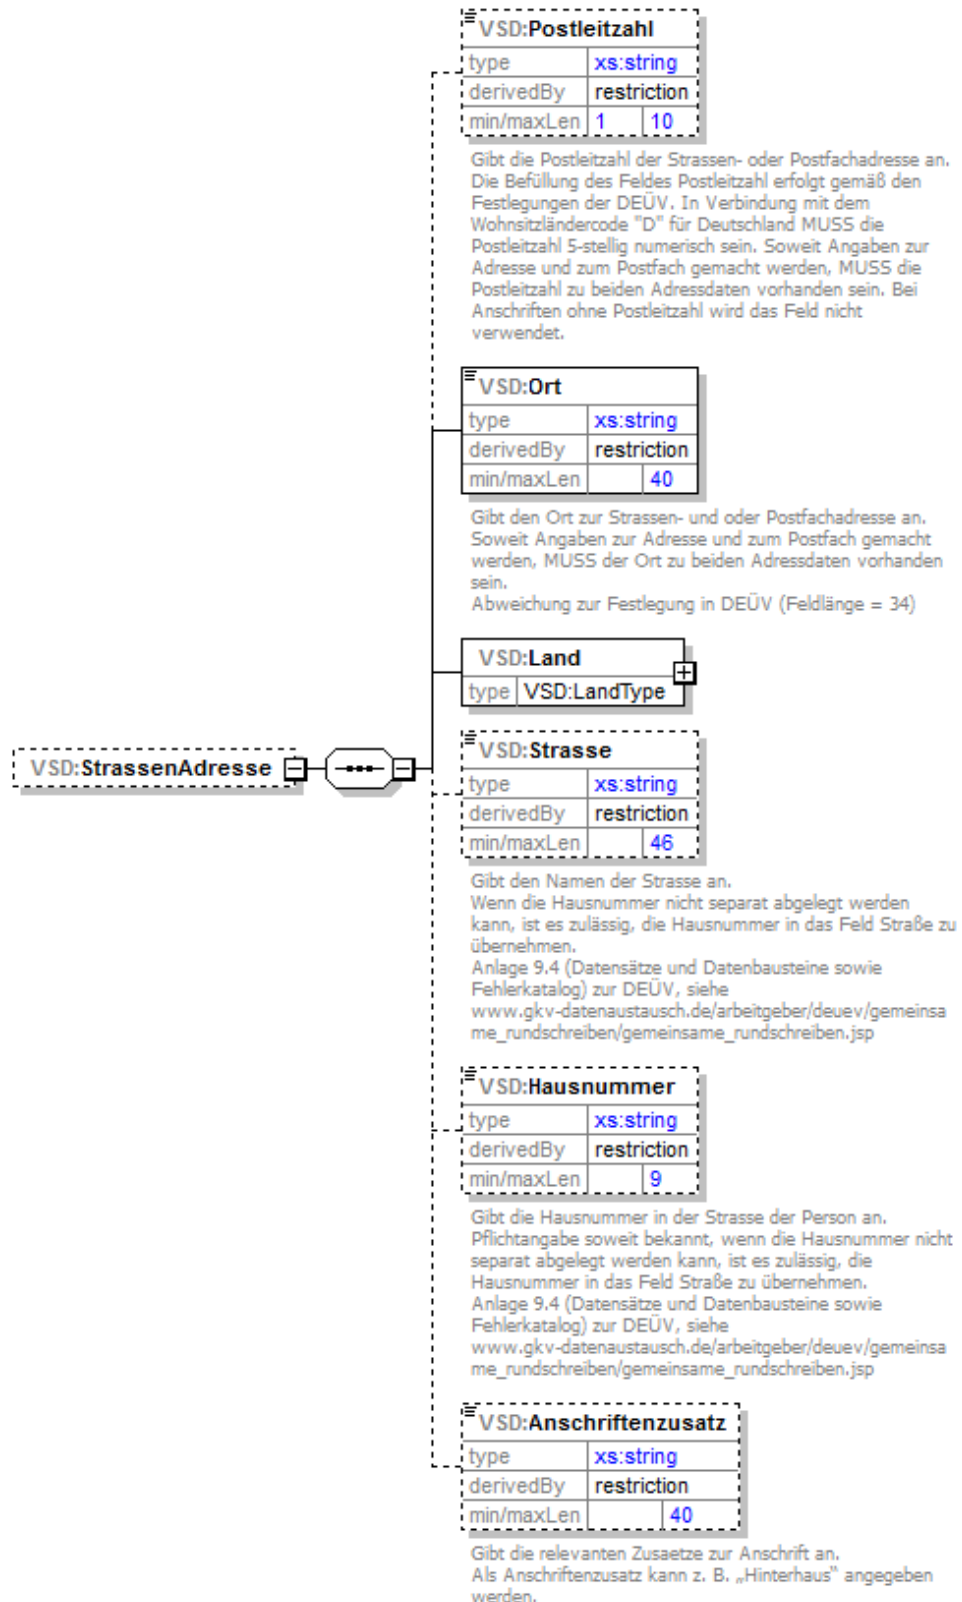 VSD:Postleitzahl
type xs:string
derivedBy restriction
min/maxLen 1 10
Gibt die Postleitzahl der Strassen- oder Postfachadresse an.
Die Befüllung des Feldes Postleitzahl erfolgt gemäß den
Festlegungen der DEÜV. In Verbindung mit dem
Wohnsitzländercode "D" für Deutschland MUSS die
Postleitzahl 5-stellig numerisch sein. Soweit Angaben zur
Adresse und zum Postfach gemacht werden, MUSS die
Postleitzahl zu beiden Adressdaten vorhanden sein. Bei
Anschriften ohne Postleitzahl wird das Feld nicht
verwendet.
VSD:Ort
type xs:string
derivedBy restriction
min/maxLen 40
Gibt den Ort zur Strassen- und oder Postfachadresse an.
Soweit Angaben zur Adresse und zum Postfach gemacht
werden, MUSS der Ort zu beiden Adressdaten vorhanden
sein.
Abweichung zur Festlegung in DEÜV (Feldlänge = 34)
VSD:Land
type VSD:LandType
VSD:StrassenAdresse
VSD:Strasse
type xs:string
derivedBy restriction
min/maxLen 46
Gibt den Namen der Strasse an.
Wenn die Hausnummer nicht separat abgelegt werden
kann, ist es zulässig, die Hausnummer in das Feld Straße zu
übernehmen.
Anlage 9.4 (Datensätze und Datenbausteine sowie
Fehlerkatalog) zur DEÜV, siehe
www.gkv-datenaustausch.de/arbeitgeber/deuev/gemeinsa
me_rundschreiben/gemeinsame_rundschreiben.jsp
VSD:Hausnummer
type xs:string
derivedBy restriction
min/maxLen 9
Gibt die Hausnummer in der Strasse der Person an.
Pflichtangabe soweit bekannt, wenn die Hausnummer nicht
separat abgelegt werden kann, ist es zulässig, die
Hausnummer in das Feld Straße zu übernehmen.
Anlage 9.4 (Datensätze und Datenbausteine sowie
Fehlerkatalog) zur DEÜV, siehe
www.gkv-datenaustausch.de/arbeitgeber/deuev/gemeinsa
me_rundschreiben/gemeinsame_rundschreiben.jsp
VSD:Anschriftenzusatz
type xs:string
derivedBy restriction
min/maxLen 40
Gibt die relevanten Zusaetze zur Anschrift an.
Als Anschriftenzusatz kann z. B. „Hinterhaus“ angegeben
werden.